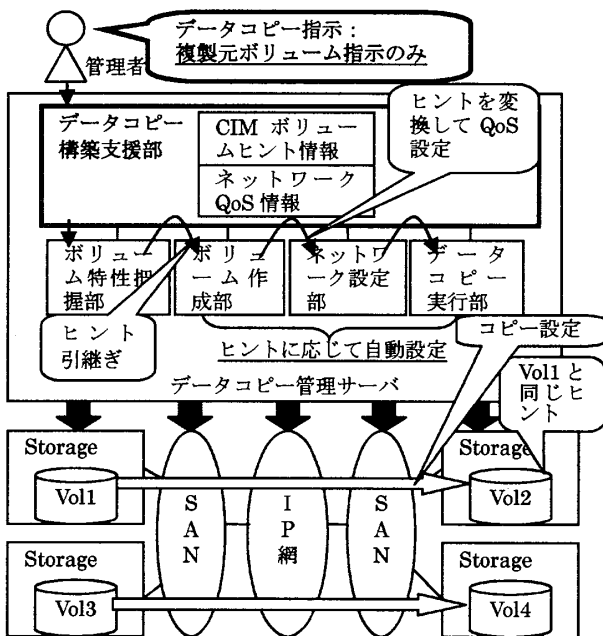 データコピー指示：
複製元ボリューム指示のみ
管理者
データコピー
構築支援部
CIM ボリュー
ムヒント情報
ネットワーク
QoS 情報
ヒントを変
換して QoS
設定
ボリュー
ム特性把
握部
ボリュ
ーム作
成部
ネットワ
ーク設定
部
データ
コピー
実行部
ヒント
引継ぎ
ヒントに応じて自動設定
コピー設定
データコピー管理サーバ
Vol1 と
同じヒ
ント
Storage
Vol1
Storage
Vol2
S
A
N
I
P
網
S
A
N
Storage
Vol3
Storage
Vol4